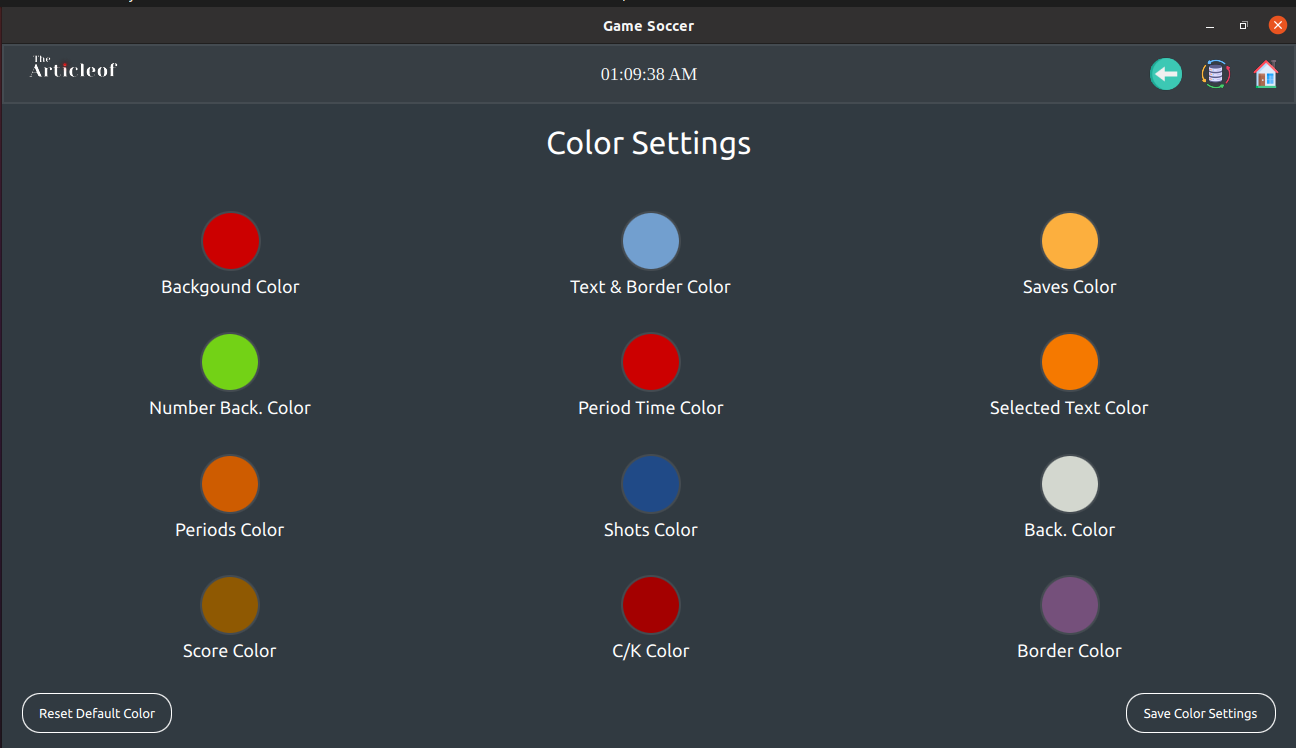 Game Soccer
The
Articleof
01:09:38 AM
Color Settings
Backgound Color
Text & Border Color
Saves Color
Number Back. Color
Period Time Color
Selected Text Color
Periods Color
Shots Color
Back. Color
Score Color
C/K Color
Border Color
Reset Default Color
Save Color Settings